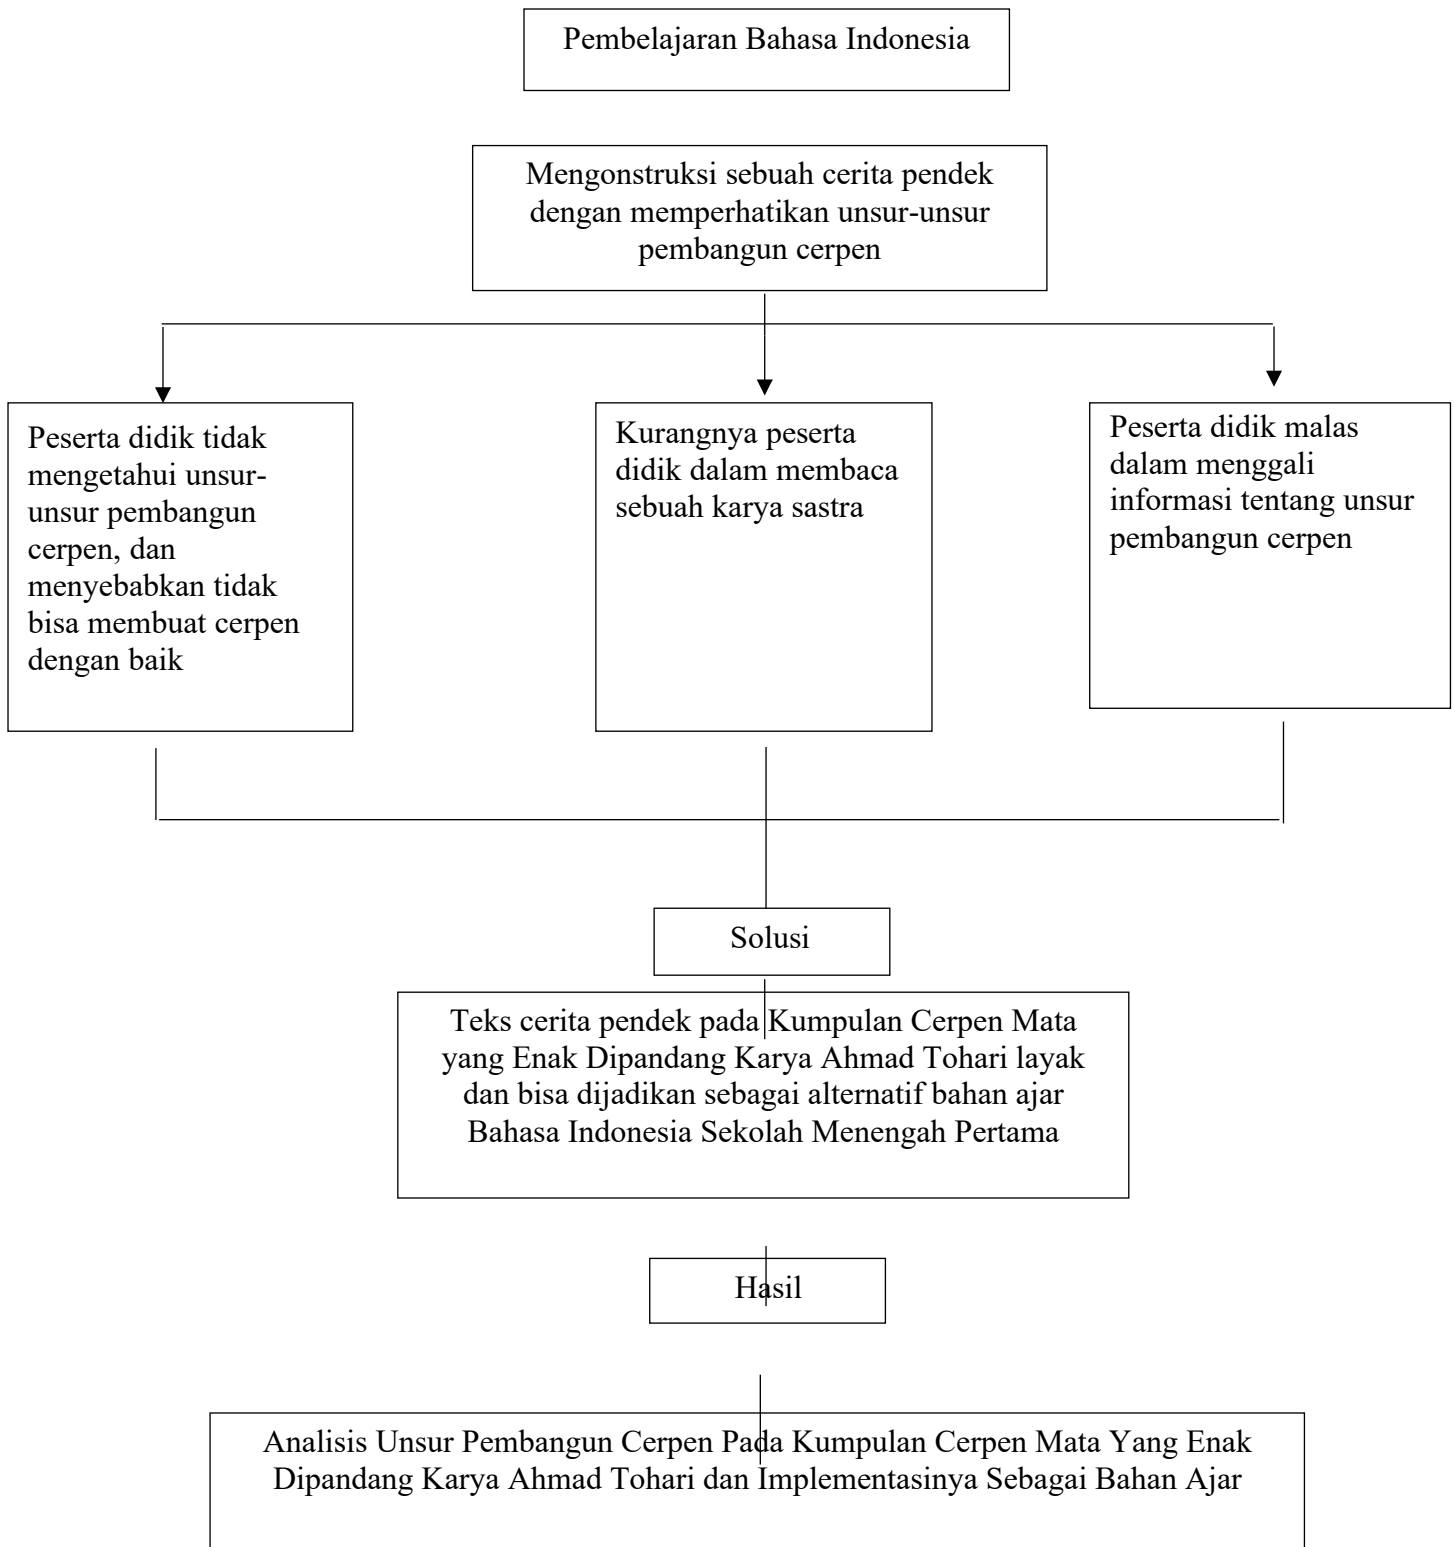 Pembelajaran Bahasa Indonesia
Mengonstruksi sebuah cerita pendek
dengan memperhatikan unsur-unsur
pembangun cerpen
Peserta didik tidak
mengetahui unsur-
unsur pembangun
cerpen, dan
menyebabkan tidak
bisa membuat cerpen
dengan baik
Kurangnya peserta
didik dalam membaca
sebuah karya sastra
Peserta didik malas
dalam menggali
informasi tentang unsur
pembangun cerpen
Solusi
Teks cerita pendek pada Kumpulan Cerpen Mata
yang Enak Dipandang Karya Ahmad Tohari layak
dan bisa dijadikan sebagai alternatif bahan ajar
Bahasa Indonesia Sekolah Menengah Pertama
Hasil
Analisis Unsur Pembangun Cerpen Pada Kumpulan Cerpen Mata Yang Enak
Dipandang Karya Ahmad Tohari dan Implementasinya Sebagai Bahan Ajar